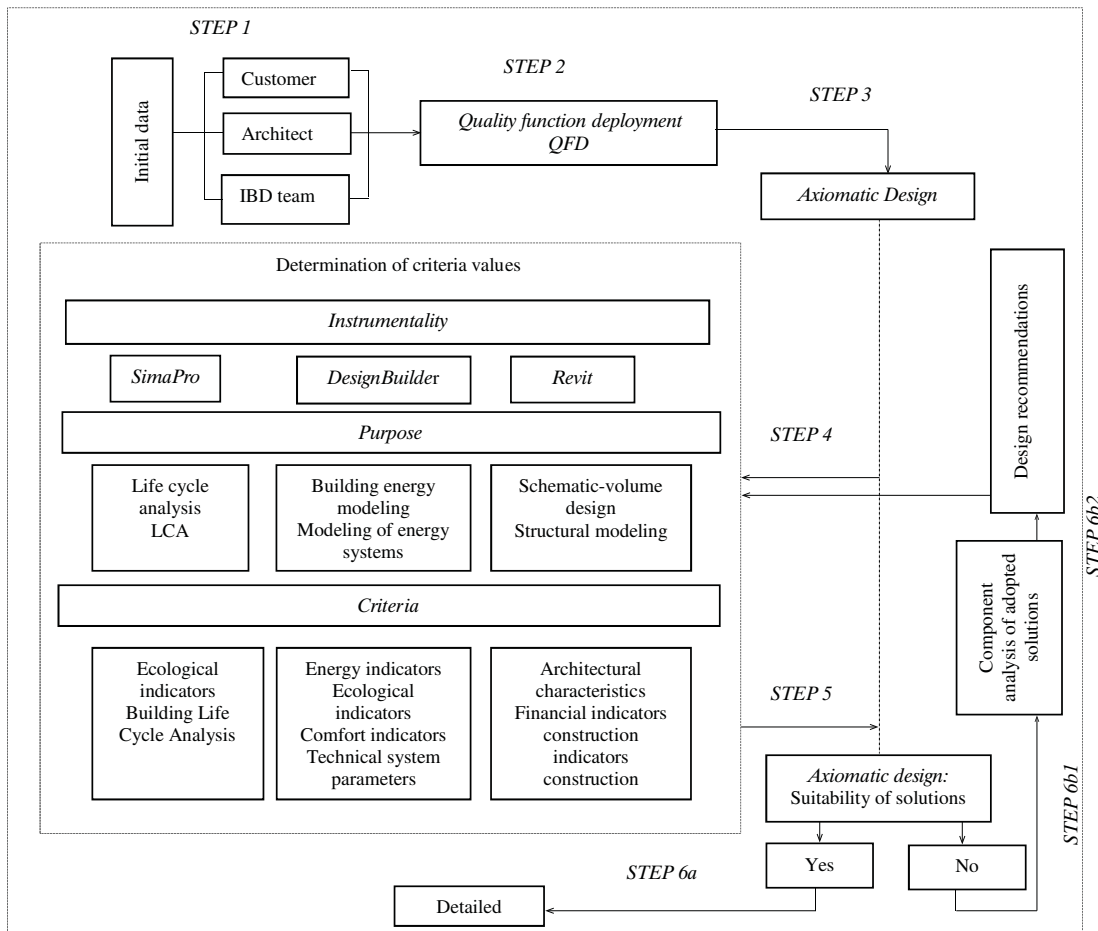 STEP 1
Initial data
Customer
Architect
IBD team
STEP 2
Quality function deployment
QFD
STEP 3
Axiomatic Design
Determination of criteria values
Instrumentality
SimaPro
DesignBuilder
Revit
Purpose
Life cycle
analysis
LCA
Building energy
modeling
Modeling of energy
systems
Schematic-volume
design
Structural modeling
Criteria
Ecological
indicators
Building Life
Cycle Analysis
Energy indicators
Ecological
indicators
Comfort indicators
Technical system
parameters
Architectural
characteristics
Financial indicators
construction
indicators
construction
STEP 4
STEP 5
Axiomatic design:
Suitability of solutions
Yes
No
STEP 6a
Detailed
STEP 6b1
Component
analysis of adopted
solutions
Design recommendations
STEP 6b2